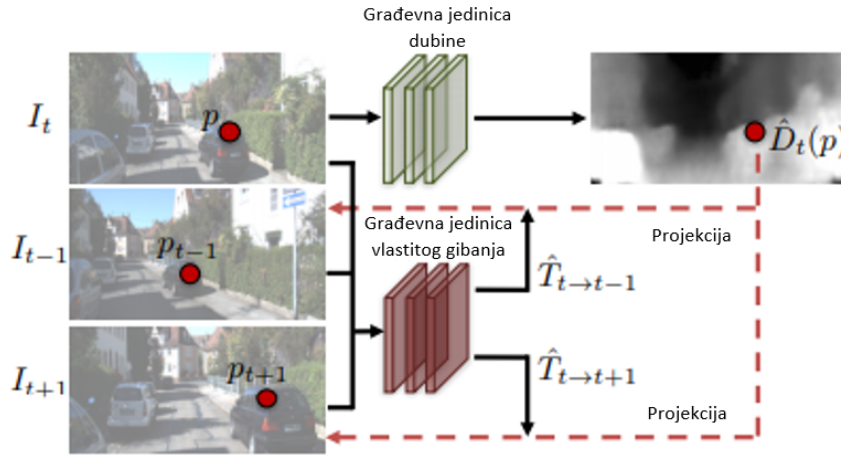 Građevna jedinica
dubine
I_t
p
D̂_t(p)
Građevna jedinica
vlastitog gibanja
Projekcija
I_{t−1}
p_{t−1}
T̂_{t→t−1}
I_{t+1}
p_{t+1}
T̂_{t→t+1}
Projekcija